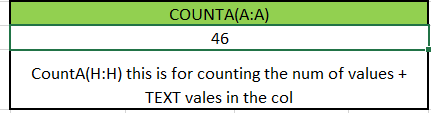 COUNTA(A:A)
46
CountA(H:H) this is for counting the num of values +
TEXT vales in the col